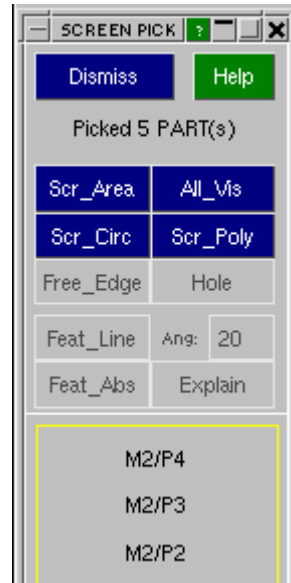 SCREEN PICK ?
Dismiss Help
Picked 5 PART(s)
Scr_Area All_Vis
Scr_Circ Scr_Poly
Free_Edge Hole
Feat_Line Ang: 20
Feat_Abs Explain
M2/P4
M2/P3
M2/P2